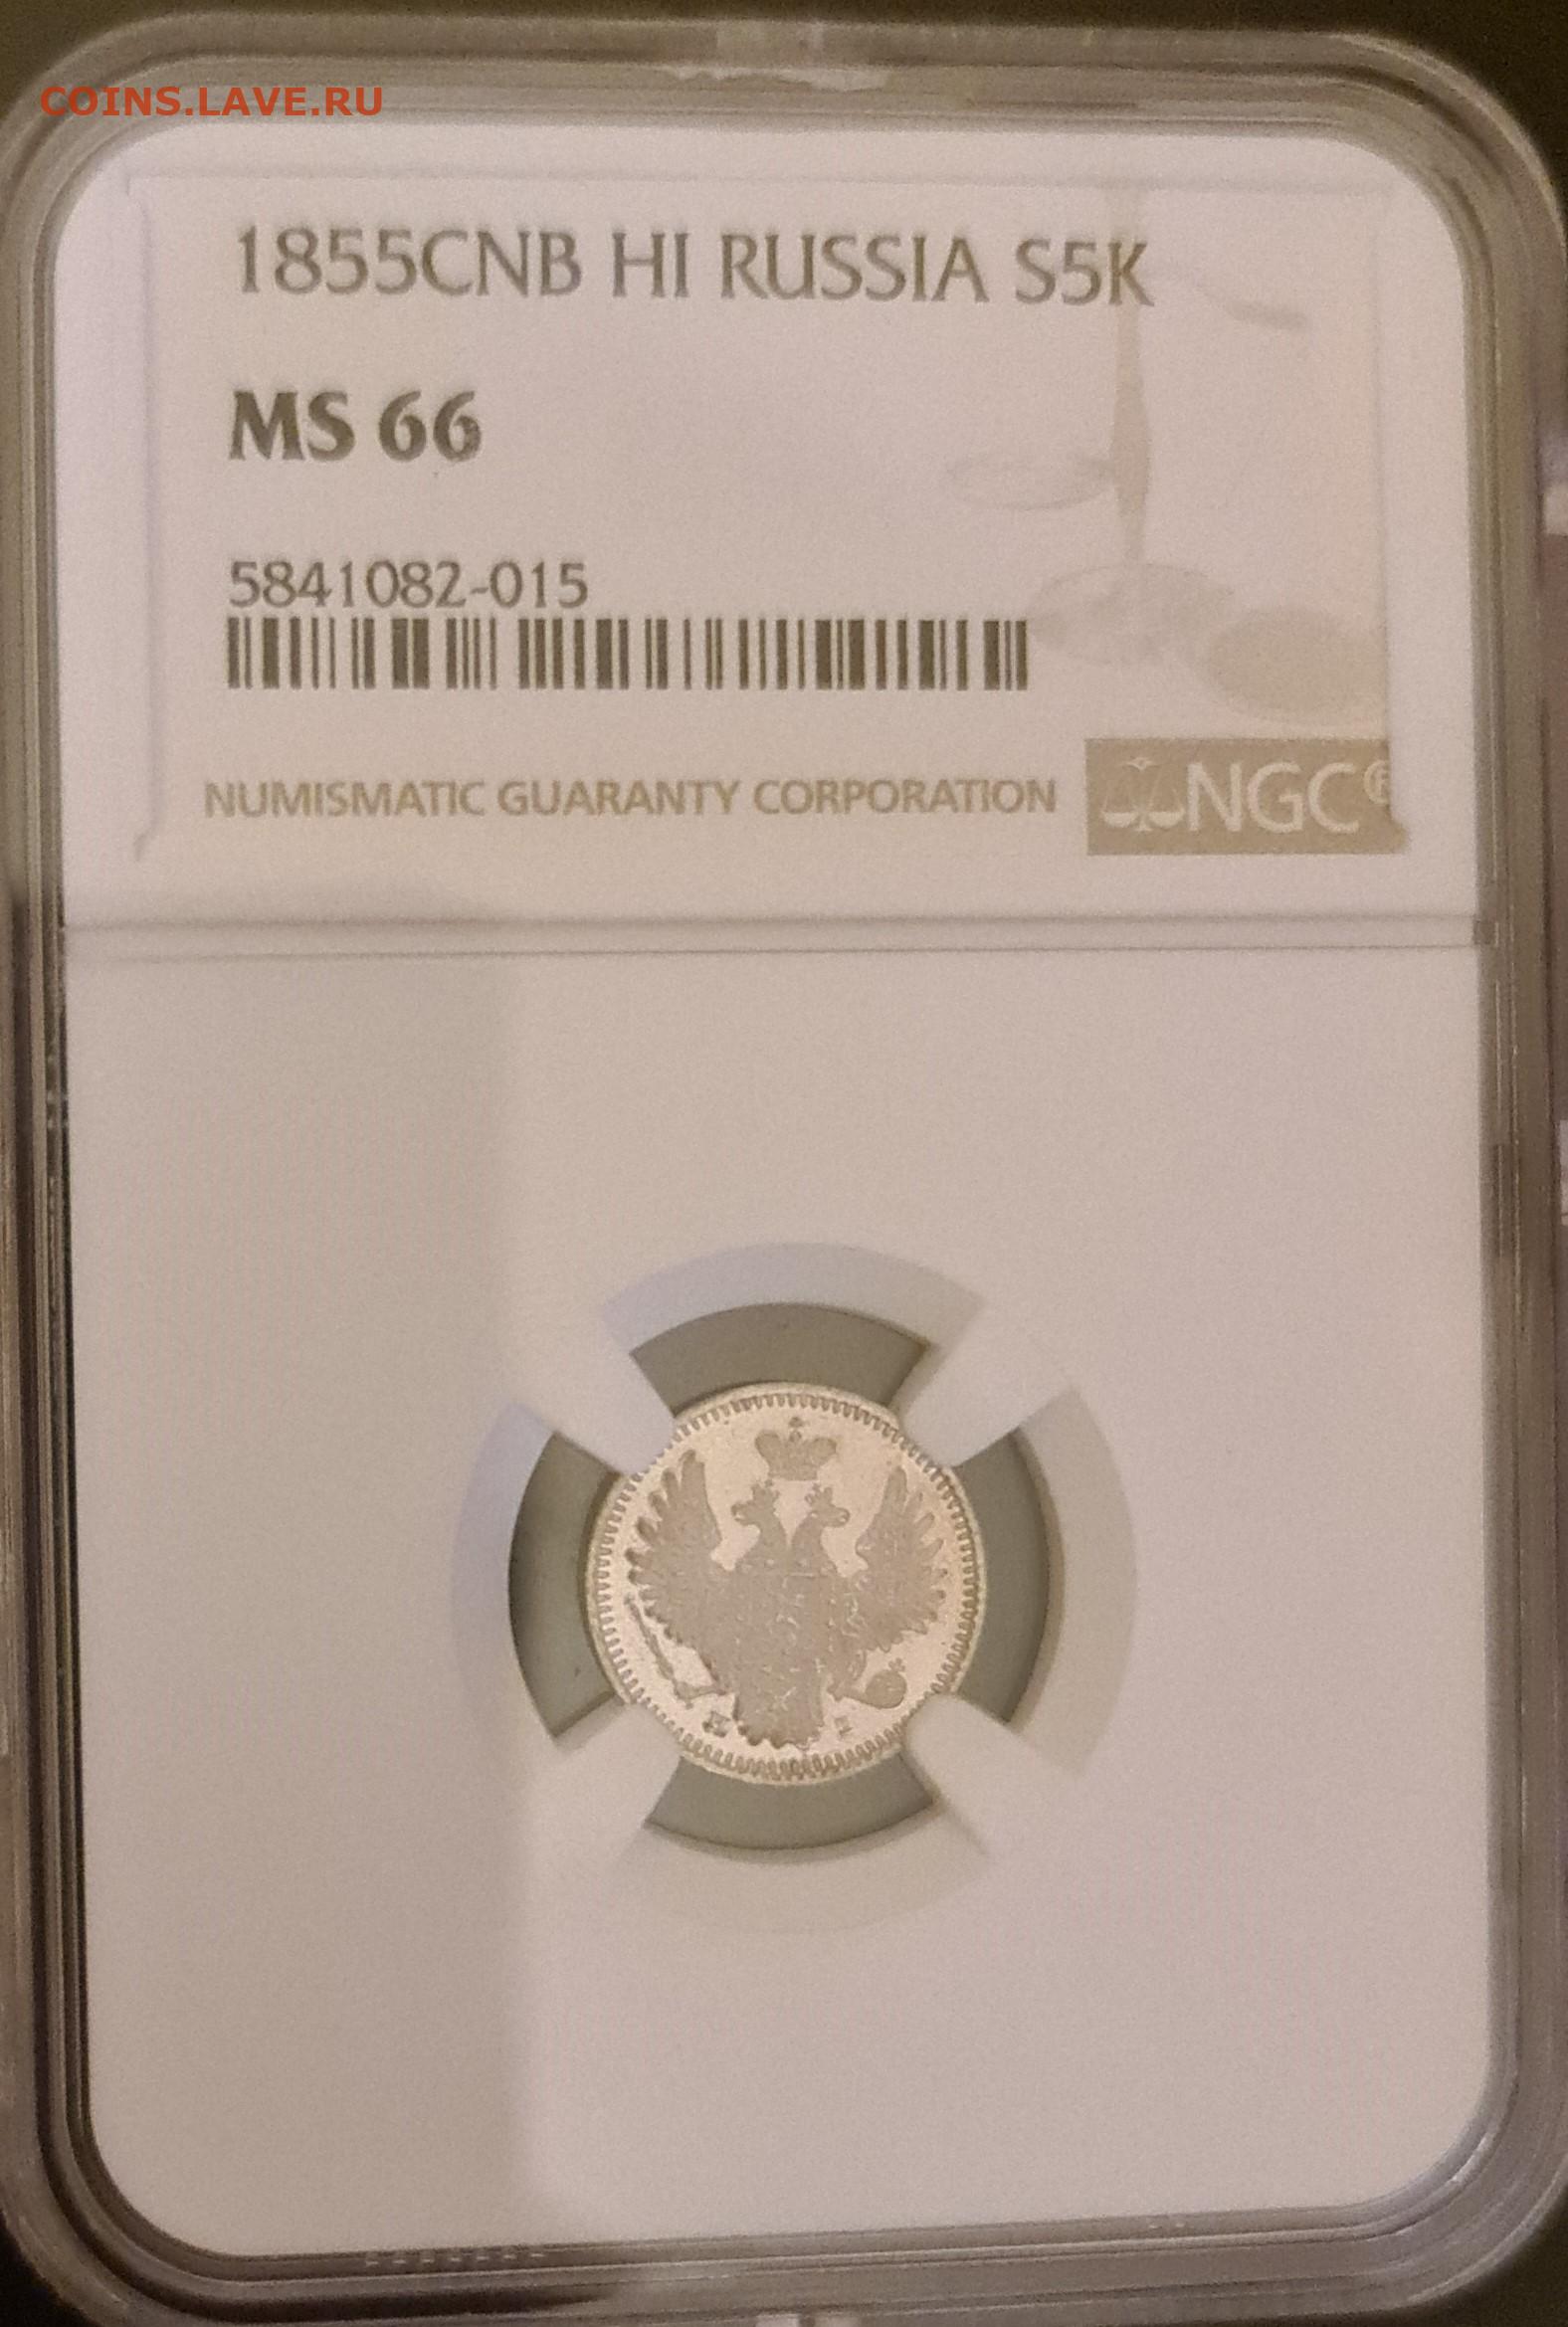 COINS.LAVE.RU
1855CNB HI RUSSIA S5K
MS 66
5841082-015
NUMISMATIC GUARANTY CORPORATION NGC®
H I